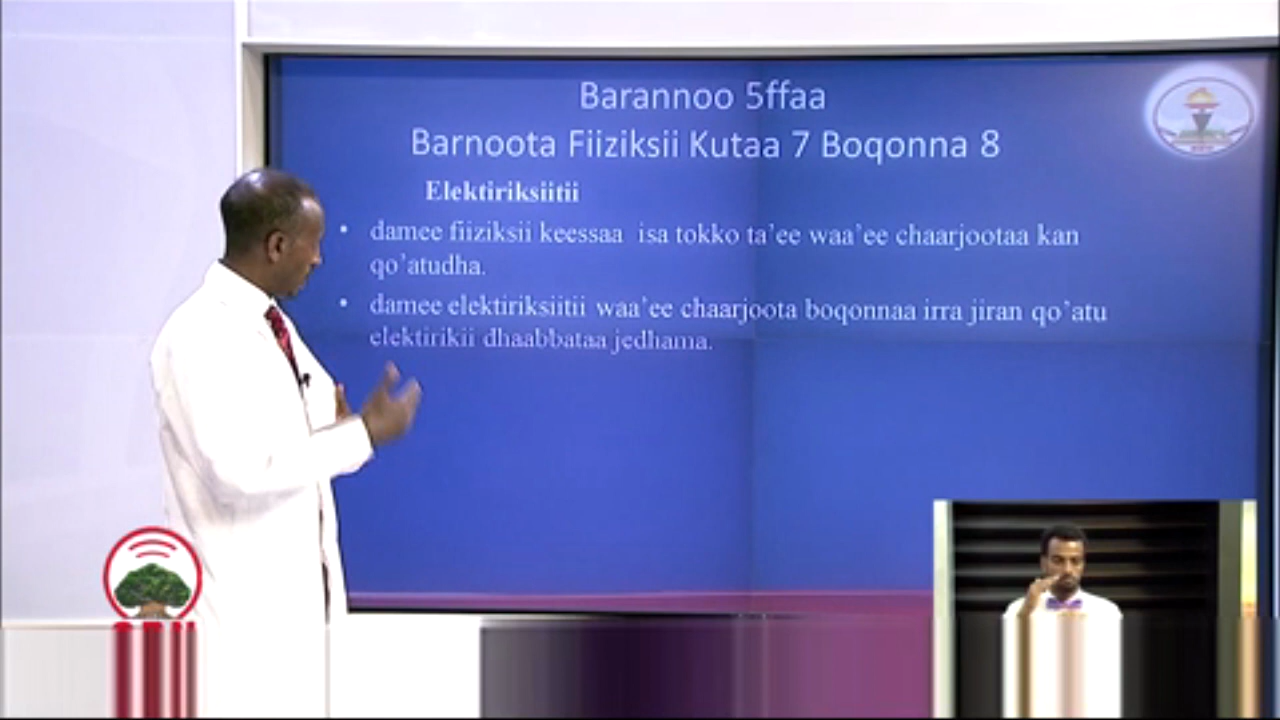 Barannoo 5ffaa
Barnoota Fiiziksii Kutaa 7 Boqonna 8
Elektiriksiitii
• damee fiiziksii keessaa isa tokko ta'ee waa'ee chaarjootaa kan
qo'atudha.
• damee elektiriksiitii waa'ee chaarjoota boqonnaa irra jiran qo'atu
elektirikii dhaabbataa jedhama.